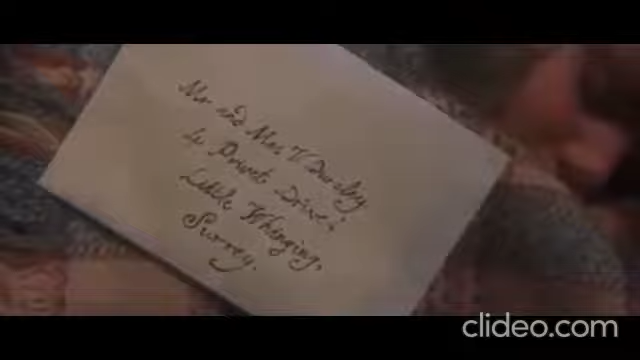 Mr and Mrs V Dursley
4 Privet Drive,
Little Whinging,
Surrey.
clideo.com